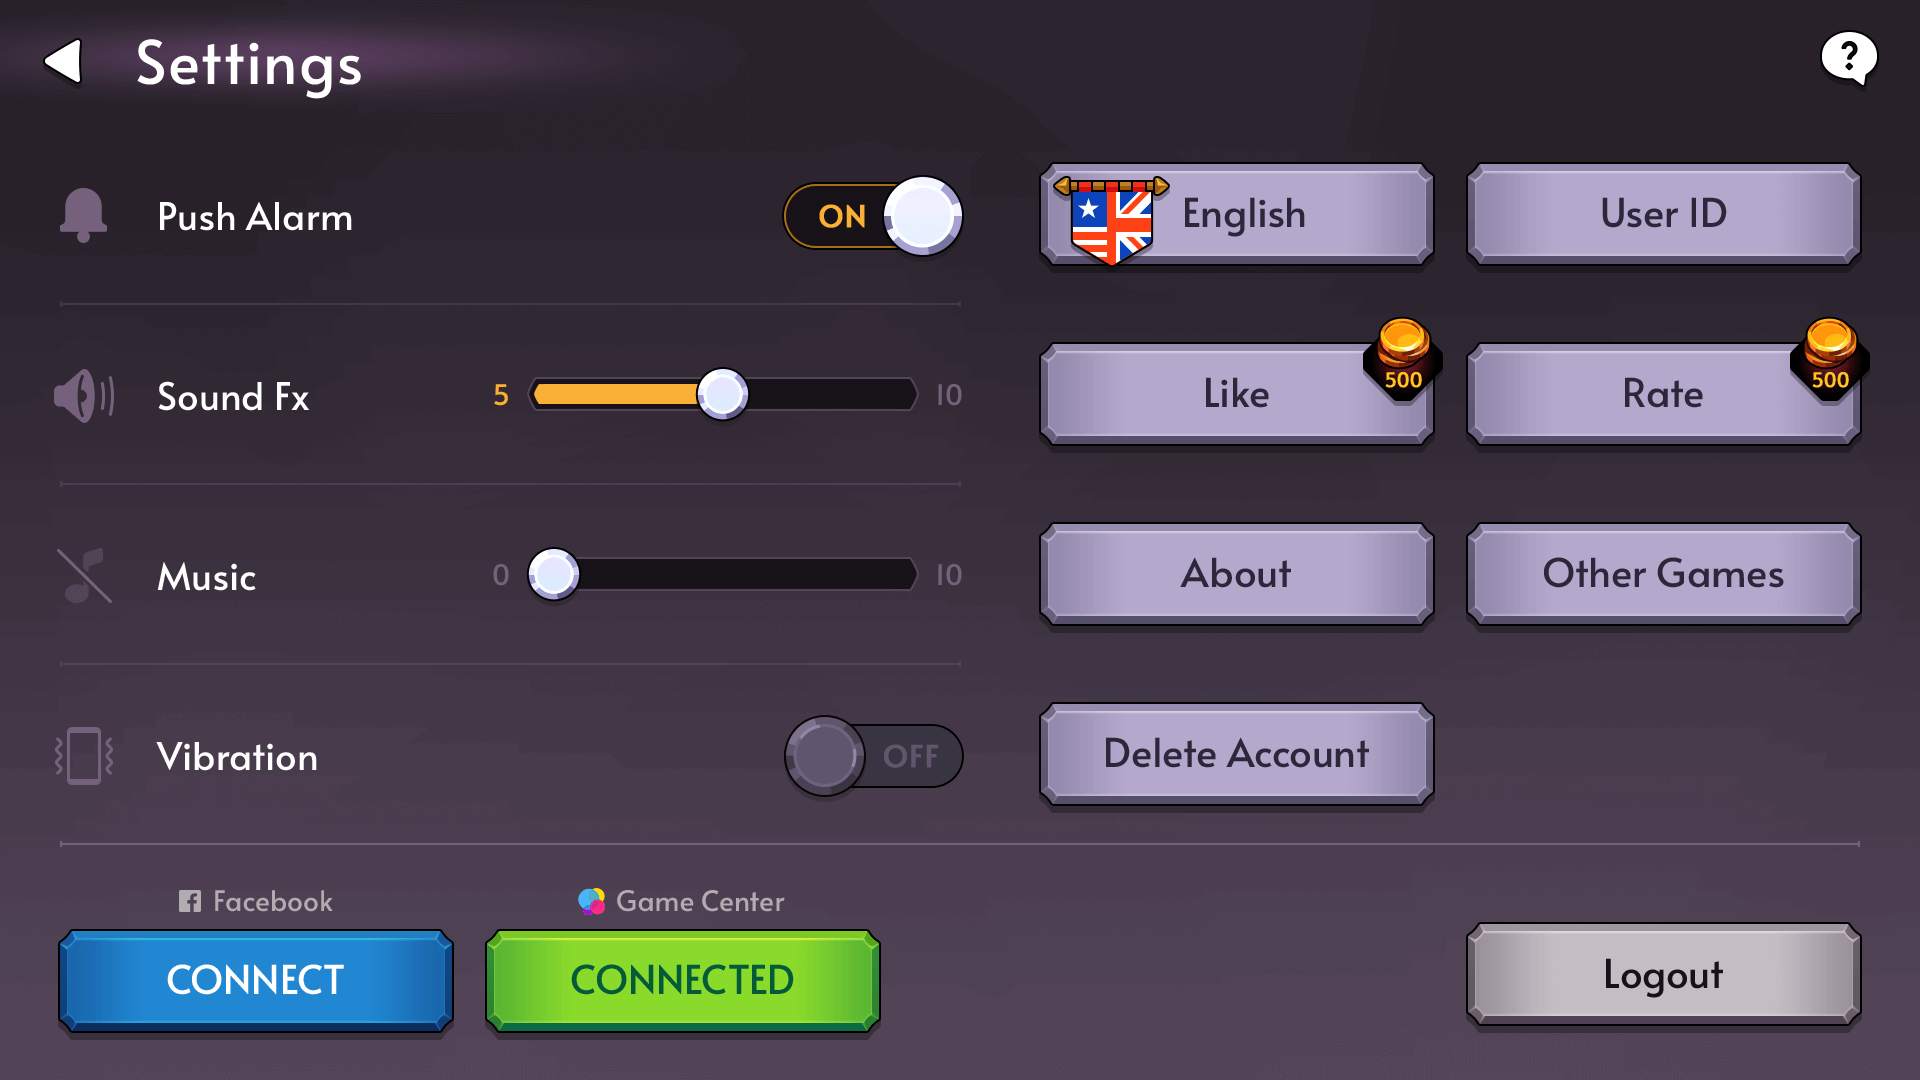 Settings
?
Push Alarm
ON
English
User ID
Sound Fx
5
10
Like
500
Rate
500
Music
0
10
About
Other Games
Vibration
OFF
Delete Account
Facebook
Game Center
CONNECT
CONNECTED
Logout